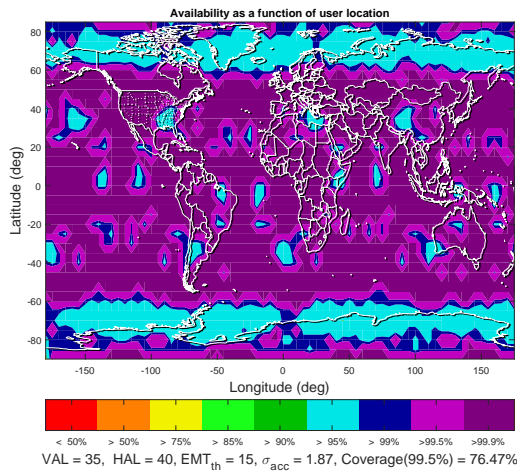 Availability as a function of user location
80
60
40
20
0
-20
-40
-60
-80
Latitude (deg)
-150 -100 -50 0 50 100 150
Longitude (deg)
< 50% > 50% > 75% > 85% > 90% > 95% > 99% >99.5% >99.9%
VAL = 35, HAL = 40, EMT_th = 15, σ_acc = 1.87, Coverage(99.5%) = 76.47%